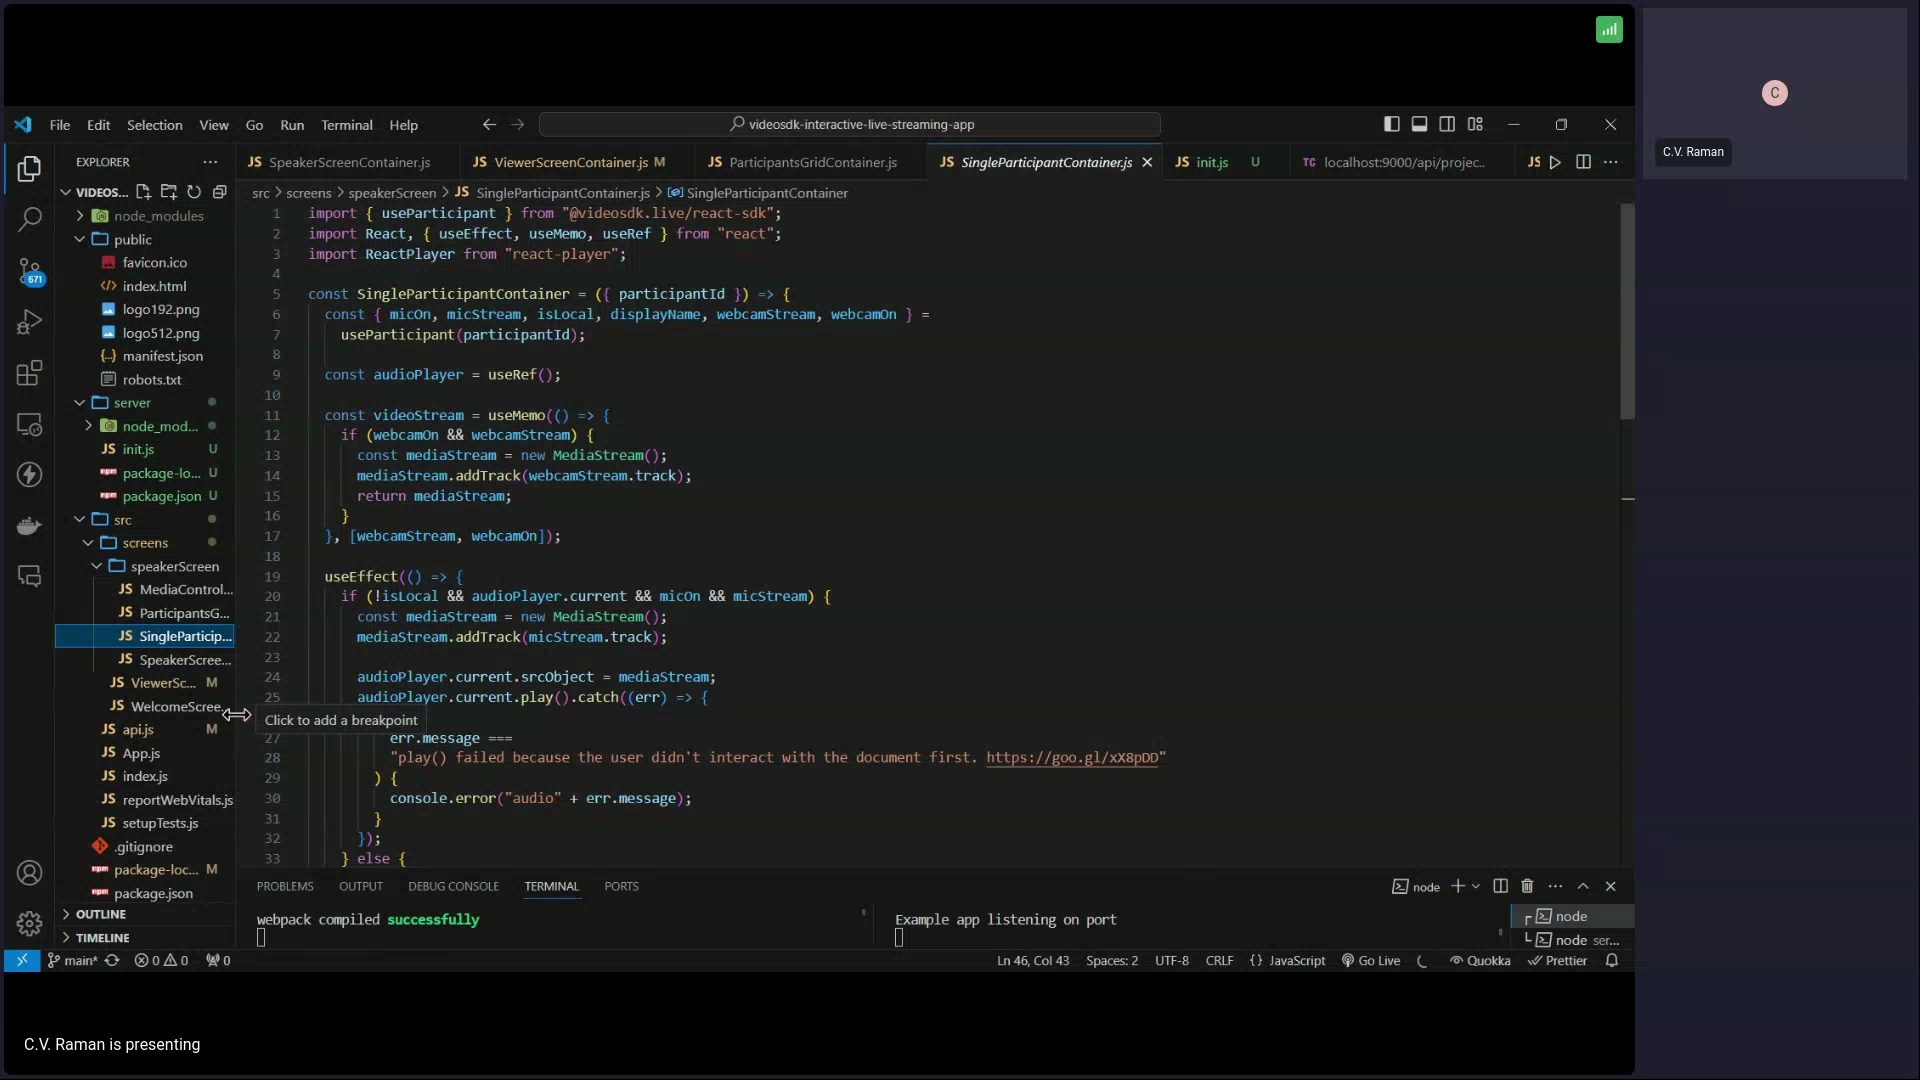 File Edit Selection View Go Run Terminal Help
videosdk-interactive-live-streaming-app
EXPLORER
SpeakerScreenContainer.js
ViewerScreenContainer.js M
ParticipantsGridContainer.js
SingleParticipantContainer.js
init.js U
localhost:9000/api/projec...
VIDEOS...
src > screens > speakerScreen > JS SingleParticipantContainer.js > SingleParticipantContainer
node_modules
public
favicon.ico
index.html
logo192.png
logo512.png
manifest.json
robots.txt
server
node_mod...
init.js U
package-lo... U
package.json U
src
screens
speakerScreen
MediaControl...
ParticipantsG...
SingleParticip...
SpeakerScree...
ViewerSc... M
WelcomeScree...
api.js M
App.js
index.js
reportWebVitals.js
setupTests.js
.gitignore
package-loc... M
package.json
OUTLINE
TIMELINE
671
1 import { useParticipant } from "@videosdk.live/react-sdk";
2 import React, { useEffect, useMemo, useRef } from "react";
3 import ReactPlayer from "react-player";
4
5 const SingleParticipantContainer = ({ participantId }) => {
6 const { micOn, micStream, isLocal, displayName, webcamStream, webcamOn } =
7 useParticipant(participantId);
8
9 const audioPlayer = useRef();
10
11 const videoStream = useMemo(() => {
12 if (webcamOn && webcamStream) {
13 const mediaStream = new MediaStream();
14 mediaStream.addTrack(webcamStream.track);
15 return mediaStream;
16 }
17 }, [webcamStream, webcamOn]);
18
19 useEffect(() => {
20 if (!isLocal && audioPlayer.current && micOn && micStream) {
21 const mediaStream = new MediaStream();
22 mediaStream.addTrack(micStream.track);
23
24 audioPlayer.current.srcObject = mediaStream;
25 audioPlayer.current.play().catch((err) => {
Click to add a breakpoint
27 err.message ===
28 "play() failed because the user didn't interact with the document first. https://goo.gl/xX8pDD"
29 ) {
30 console.error("audio" + err.message);
31 }
32 });
33 } else {
PROBLEMS OUTPUT DEBUG CONSOLE TERMINAL PORTS
node
webpack compiled successfully
Example app listening on port
node
node ser...
main* 0 0 0
Ln 46, Col 43 Spaces: 2 UTF-8 CRLF {} JavaScript Go Live Quokka Prettier
C
C.V. Raman
C.V. Raman is presenting